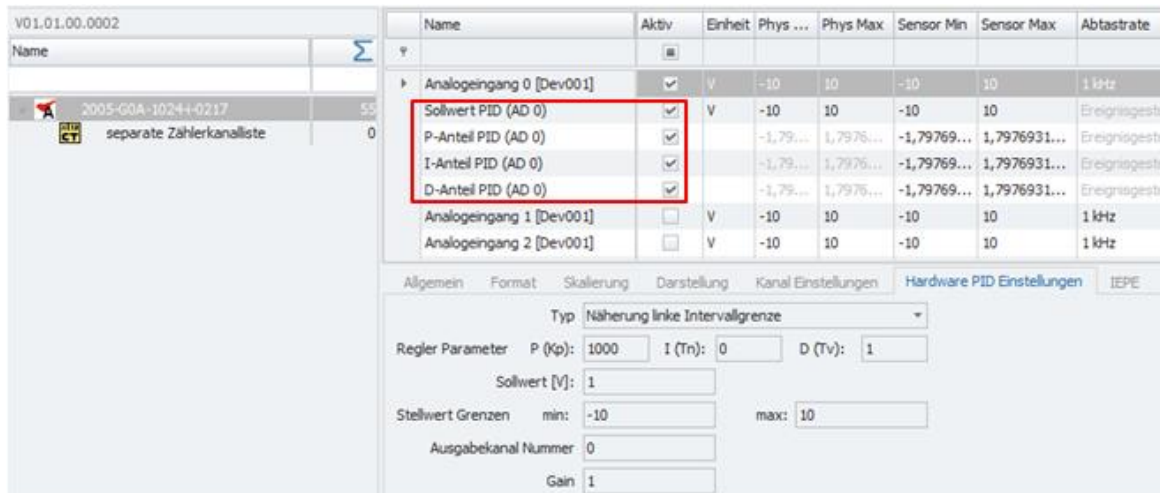 V01.01.00.0002
Name Σ
2005-G0A-1024-i-0217 55
separate Zählerkanalliste 0
Name Aktiv Einheit Phys ... Phys Max Sensor Min Sensor Max Abtastrate
Analogeingang 0 [Dev001] V -10 10 -10 10 1 kHz
Sollwert PID (AD 0) V -10 10 -10 10 Ereignisgest
P-Anteil PID (AD 0) -1,79... 1,7976... -1,79769... 1,7976931... Ereignisgest
I-Anteil PID (AD 0) -1,79... 1,7976... -1,79769... 1,7976931... Ereignisgest
D-Anteil PID (AD 0) -1,79... 1,7976... -1,79769... 1,7976931... Ereignisgest
Analogeingang 1 [Dev001] V -10 10 -10 10 1 kHz
Analogeingang 2 [Dev001] V -10 10 -10 10 1 kHz
Allgemein Format Skalierung Darstellung Kanal Einstellungen Hardware PID Einstellungen IEPE
Typ Näherung linke Intervallgrenze
Regler Parameter P (Kp): 1000 I (Tn): 0 D (Tv): 1
Sollwert [V]: 1
Stellwert Grenzen min: -10 max: 10
Ausgabekanal Nummer 0
Gain 1